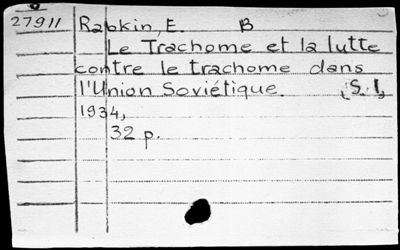 27911 Rabkin, E. B
Le Trachome et la lutte
contre le trachome dans
l'Union Soviétique. (S.l,
1934,
32 p.